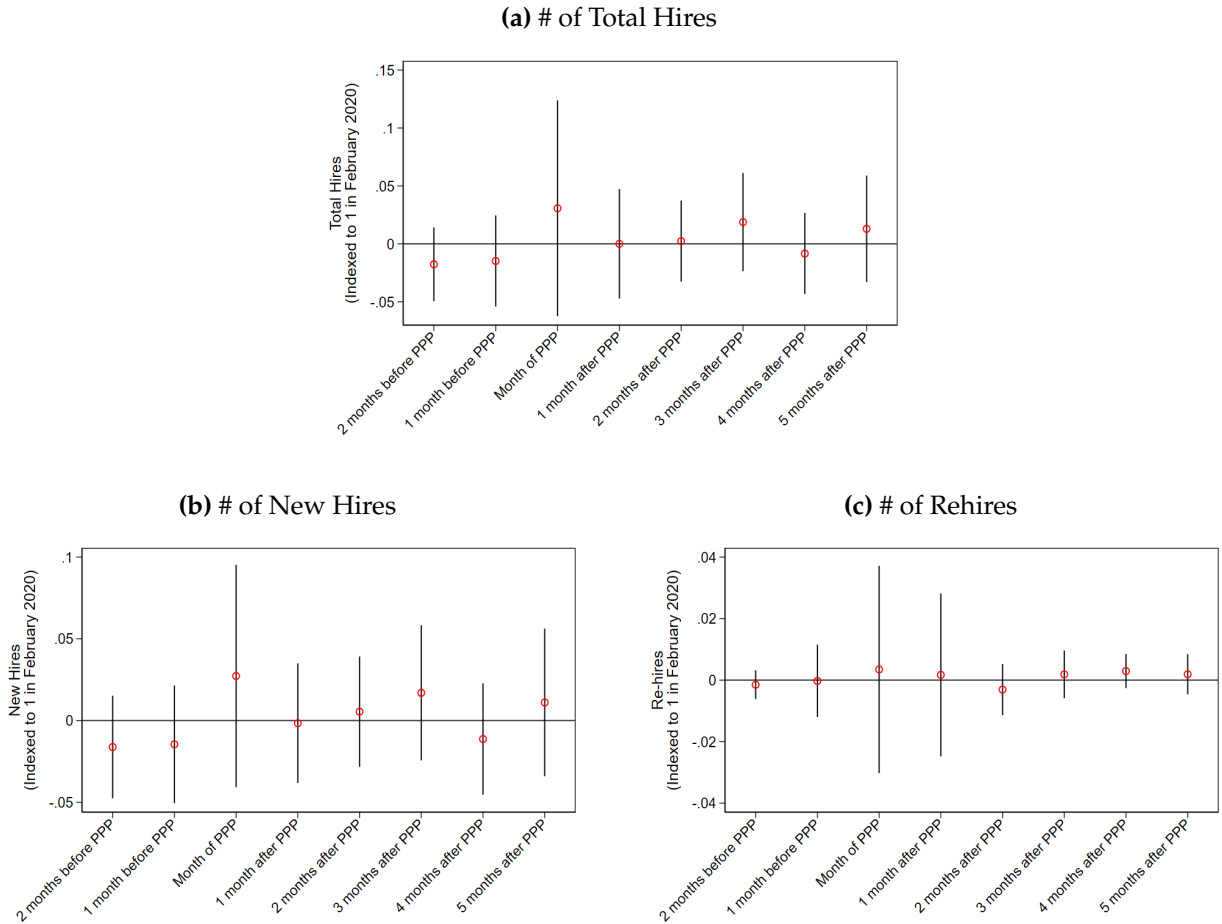 (a) # of Total Hires
Total Hires
(Indexed to 1 in February 2020)
.15
.1
.05
0
-.05
2 months before PPP
1 month before PPP
Month of PPP
1 month after PPP
2 months after PPP
3 months after PPP
4 months after PPP
5 months after PPP
(b) # of New Hires
New Hires
(Indexed to 1 in February 2020)
.1
.05
0
-.05
2 months before PPP
1 month before PPP
Month of PPP
1 month after PPP
2 months after PPP
3 months after PPP
4 months after PPP
5 months after PPP
(c) # of Rehires
Re-hires
(Indexed to 1 in February 2020)
.04
.02
0
-.02
-.04
2 months before PPP
1 month before PPP
Month of PPP
1 month after PPP
2 months after PPP
3 months after PPP
4 months after PPP
5 months after PPP